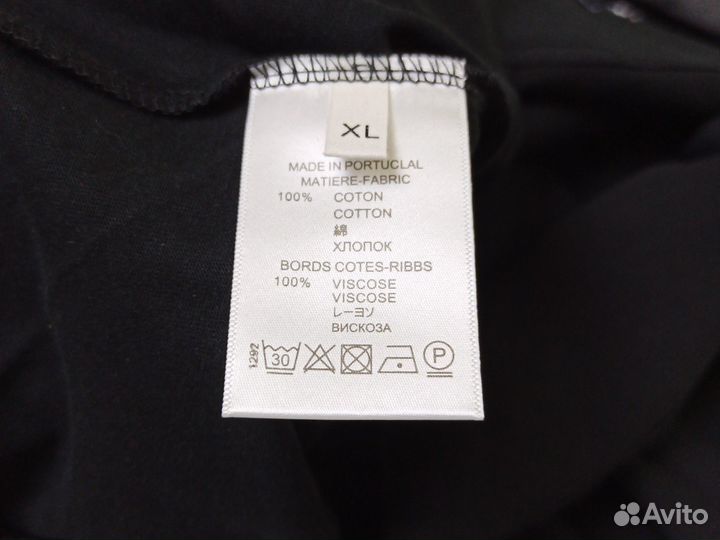 XL
MADE IN PORTUCLAL
MATIERE-FABRIC
100% COTON
COTTON
綿
ХЛОПОК
BORDS COTES-RIBBS
100% VISCOSE
VISCOSE
レーヨソ
ВИСКОЗА
1292 30 P
Avito